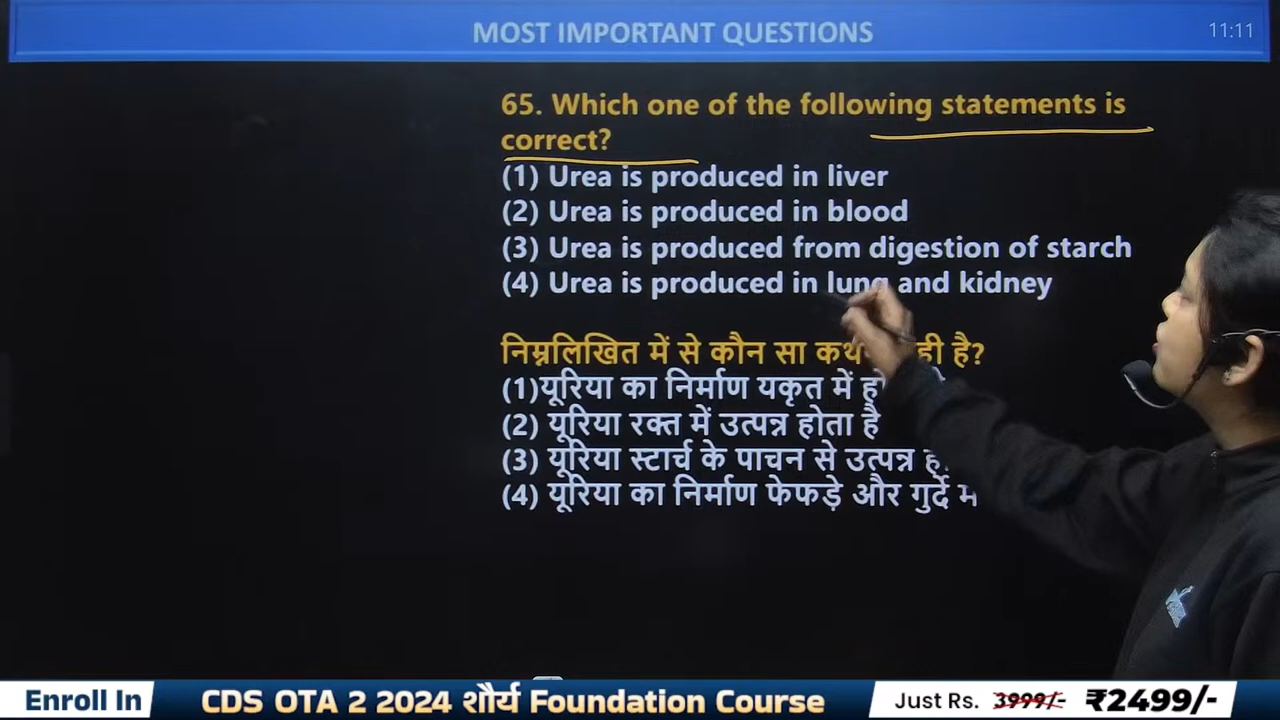 MOST IMPORTANT QUESTIONS
11:11
65. Which one of the following statements is
correct?
(1) Urea is produced in liver
(2) Urea is produced in blood
(3) Urea is produced from digestion of starch
(4) Urea is produced in lung and kidney
निम्नलिखित में से कौन सा है?
(1)यूरिया का निर्माण यकृत में
(2) यूरिया रक्त में उत्पन्न होता है
(3) यूरिया स्टार्च के पाचन से उत्पन्न
(4) यूरिया का निर्माण फेफड़े और गुर्दे
Enroll In CDS OTA 2 2024 शौर्य Foundation Course Just Rs. 3999/- ₹2499/-